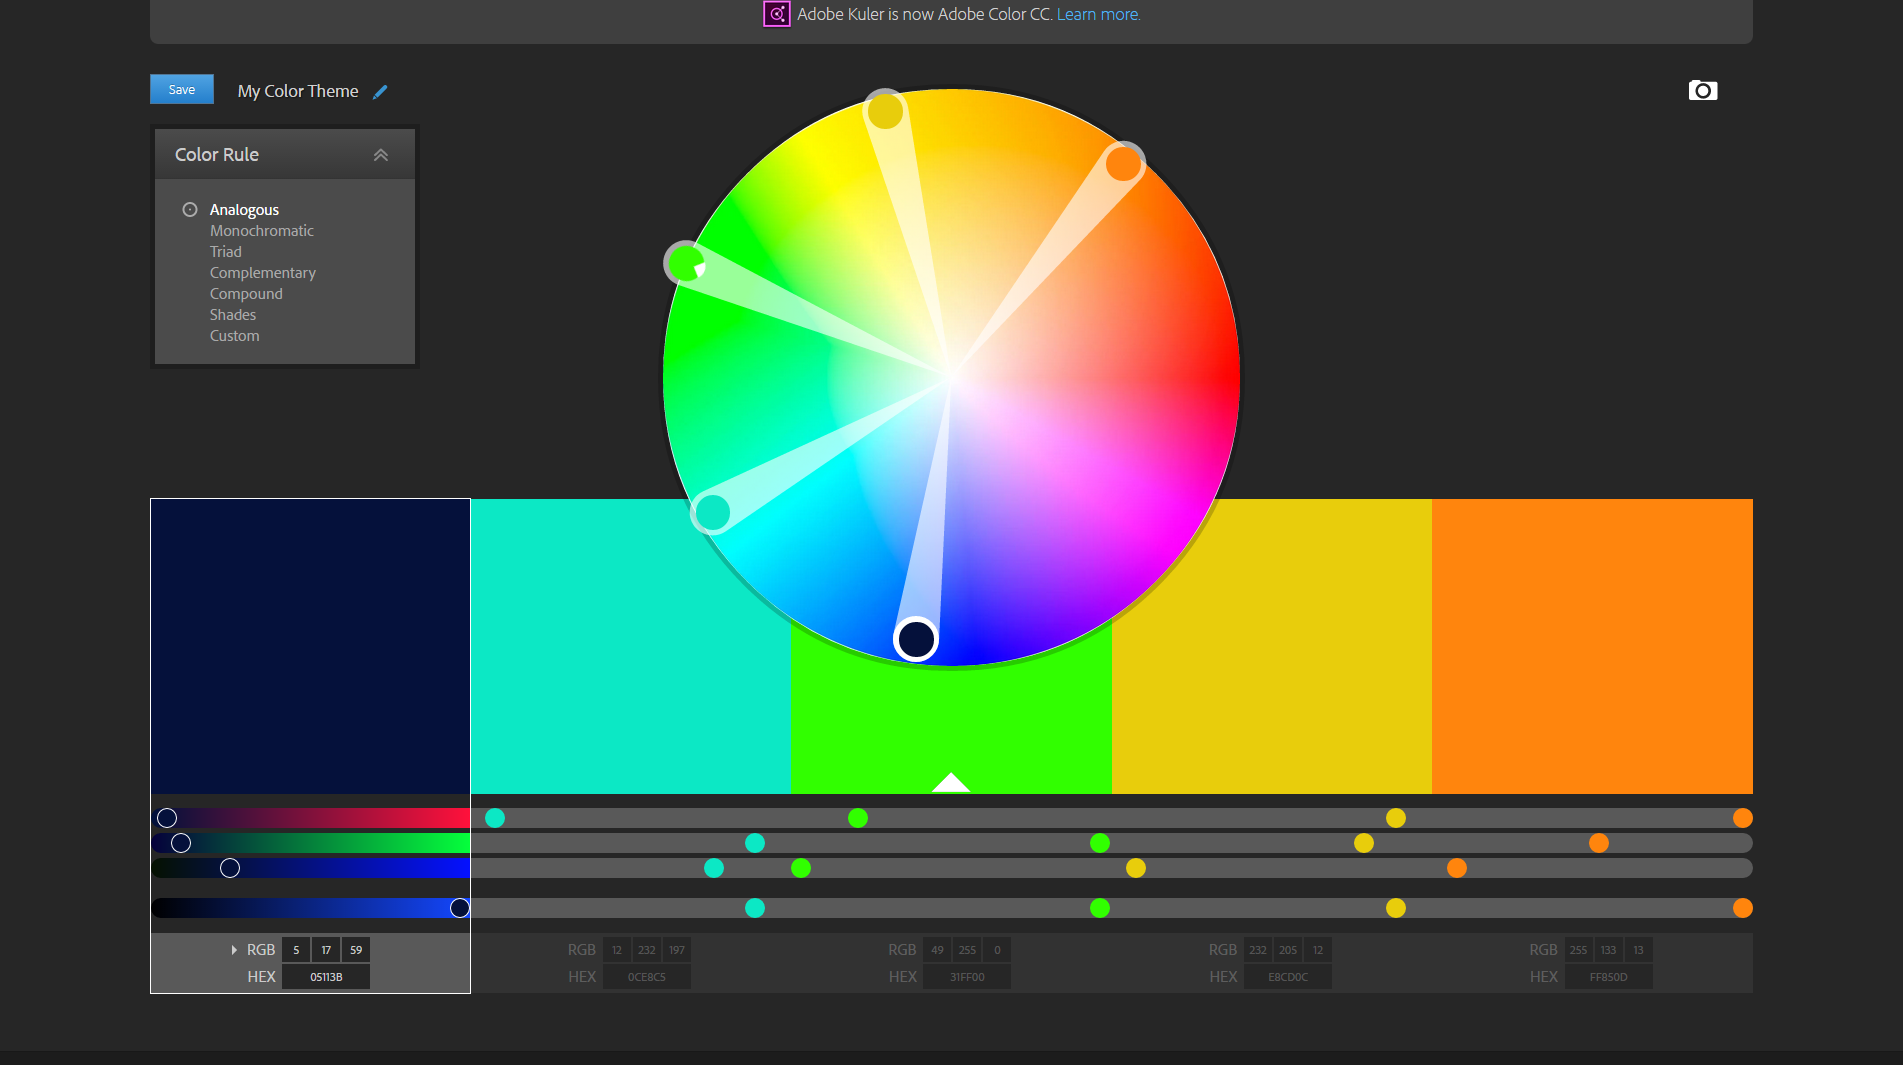 Adobe Kuler is now Adobe Color CC. Learn more.
Save
My Color Theme
Color Rule
Analogous
Monochromatic
Triad
Complementary
Compound
Shades
Custom
RGB 5 17 59
HEX 05113B
RGB 12 232 197
HEX 0CE8C5
RGB 49 255 0
HEX 31FF00
RGB 232 205 12
HEX E8CD0C
RGB 255 133 13
HEX FF850D